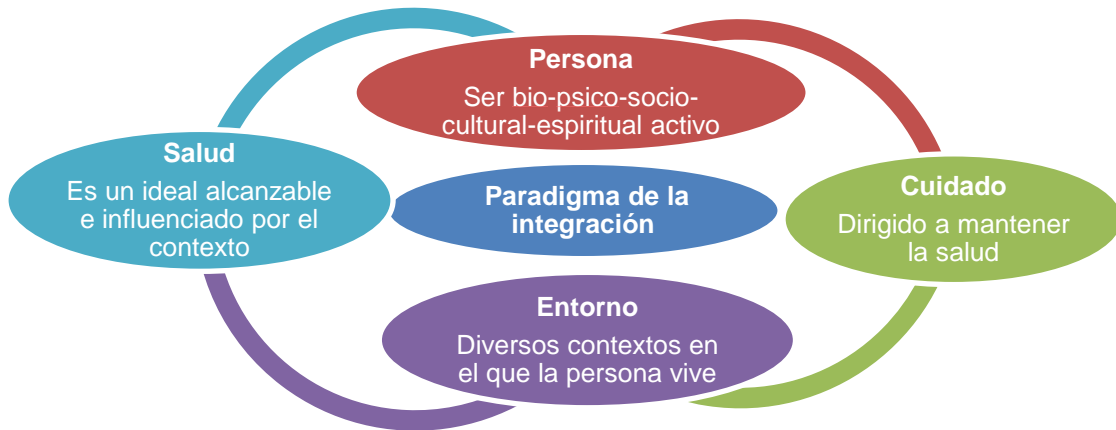 Persona
Ser bio-psico-socio-
cultural-espiritual activo
Salud
Es un ideal alcanzable
e influenciado por el
contexto
Paradigma de la
integración
Cuidado
Dirigido a mantener
la salud
Entorno
Diversos contextos en
el que la persona vive